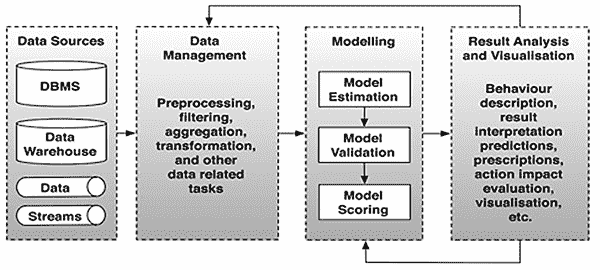 Data Sources
DBMS
Data
Warehouse
Data
Streams
Data
Management
Preprocessing,
filtering,
aggregation,
transformation,
and other
data related
tasks
Modelling
Model
Estimation
Model
Validation
Model
Scoring
Result Analysis
and Visualisation
Behaviour
description,
result
interpretation
predictions,
prescriptions,
action impact
evaluation,
visualisation,
etc.